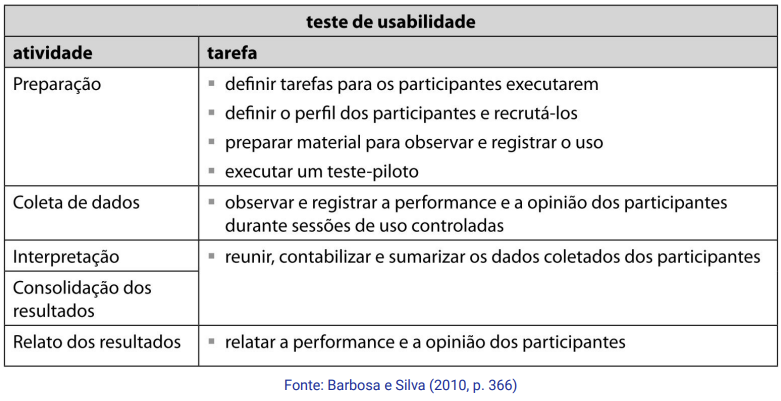 teste de usabilidade
atividade tarefa
Preparação
▪ definir tarefas para os participantes executarem
▪ definir o perfil dos participantes e recrutá-los
▪ preparar material para observar e registrar o uso
▪ executar um teste-piloto
Coleta de dados
▪ observar e registrar a performance e a opinião dos participantes
durante sessões de uso controladas
Interpretação
▪ reunir, contabilizar e sumarizar os dados coletados dos participantes
Consolidação dos
resultados
Relato dos resultados
▪ relatar a performance e a opinião dos participantes
Fonte: Barbosa e Silva (2010, p. 366)